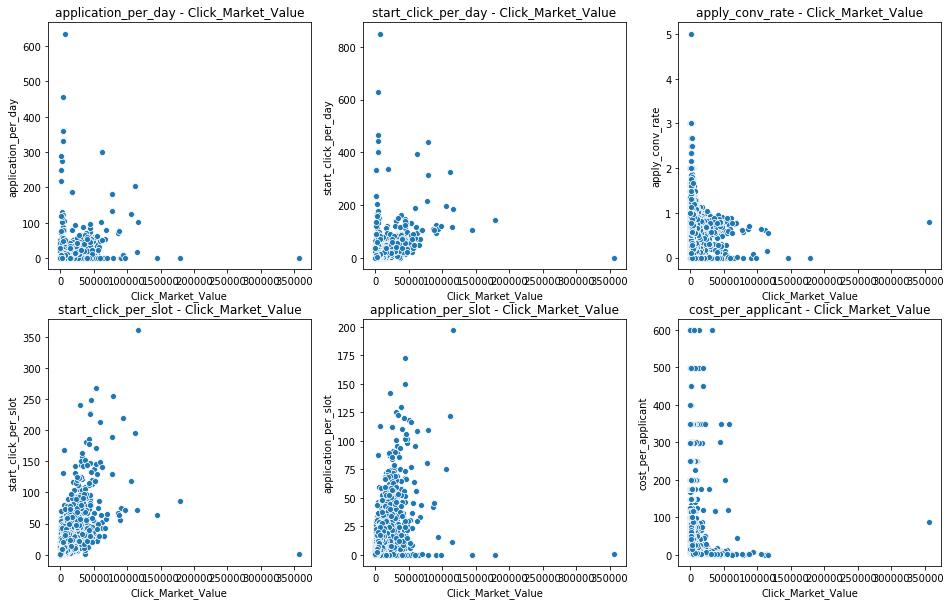 application_per_day - Click_Market_Value
600
500
400
300
200
100
0
application_per_day
0 50000 100000 150000 200000 250000 300000 350000
Click_Market_Value
start_click_per_day - Click_Market_Value
800
600
400
200
0
start_click_per_day
0 50000 100000 150000 200000 250000 300000 350000
Click_Market_Value
apply_conv_rate - Click_Market_Value
5
4
3
2
1
0
apply_conv_rate
0 50000 100000 150000 200000 250000 300000 350000
Click_Market_Value
start_click_per_slot - Click_Market_Value
350
300
250
200
150
100
50
0
start_click_per_slot
0 50000 100000 150000 200000 250000 300000 350000
Click_Market_Value
application_per_slot - Click_Market_Value
200
175
150
125
100
75
50
25
0
application_per_slot
0 50000 100000 150000 200000 250000 300000 350000
Click_Market_Value
cost_per_applicant - Click_Market_Value
600
500
400
300
200
100
0
cost_per_applicant
0 50000 100000 150000 200000 250000 300000 350000
Click_Market_Value